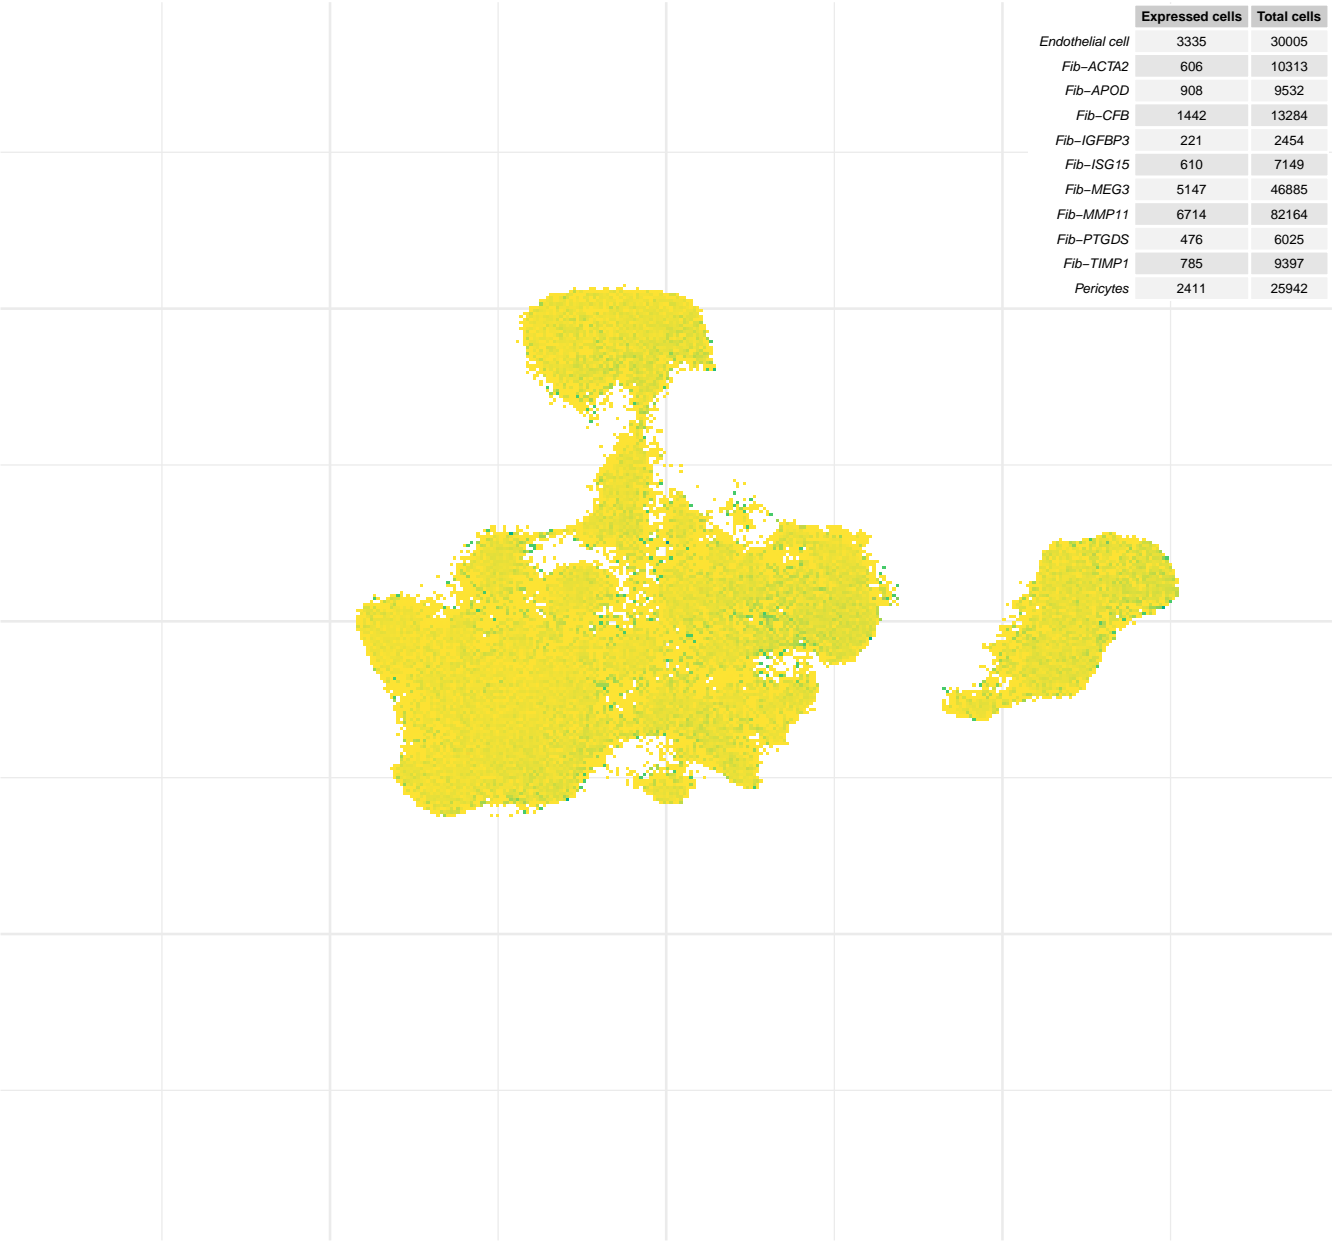 Expressed cells Total cells
Endothelial cell 3335 30005
Fib−ACTA2 606 10313
Fib−APOD 908 9532
Fib−CFB 1442 13284
Fib−IGFBP3 221 2454
Fib−ISG15 610 7149
Fib−MEG3 5147 46885
Fib−MMP11 6714 82164
Fib−PTGDS 476 6025
Fib−TIMP1 785 9397
Pericytes 2411 25942